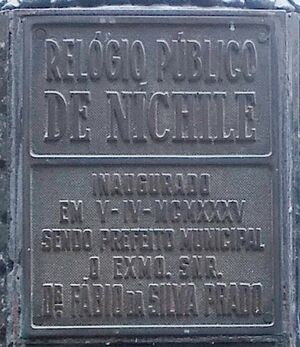 RELÓGIO PÚBLICO
DE NICHILE
INAUGURADO
EM V-IV-MCMXXXV
SENDO PREFEITO MUNICIPAL
O EXMO. SNR.
DR. FÁBIO DA SILVA PRADO